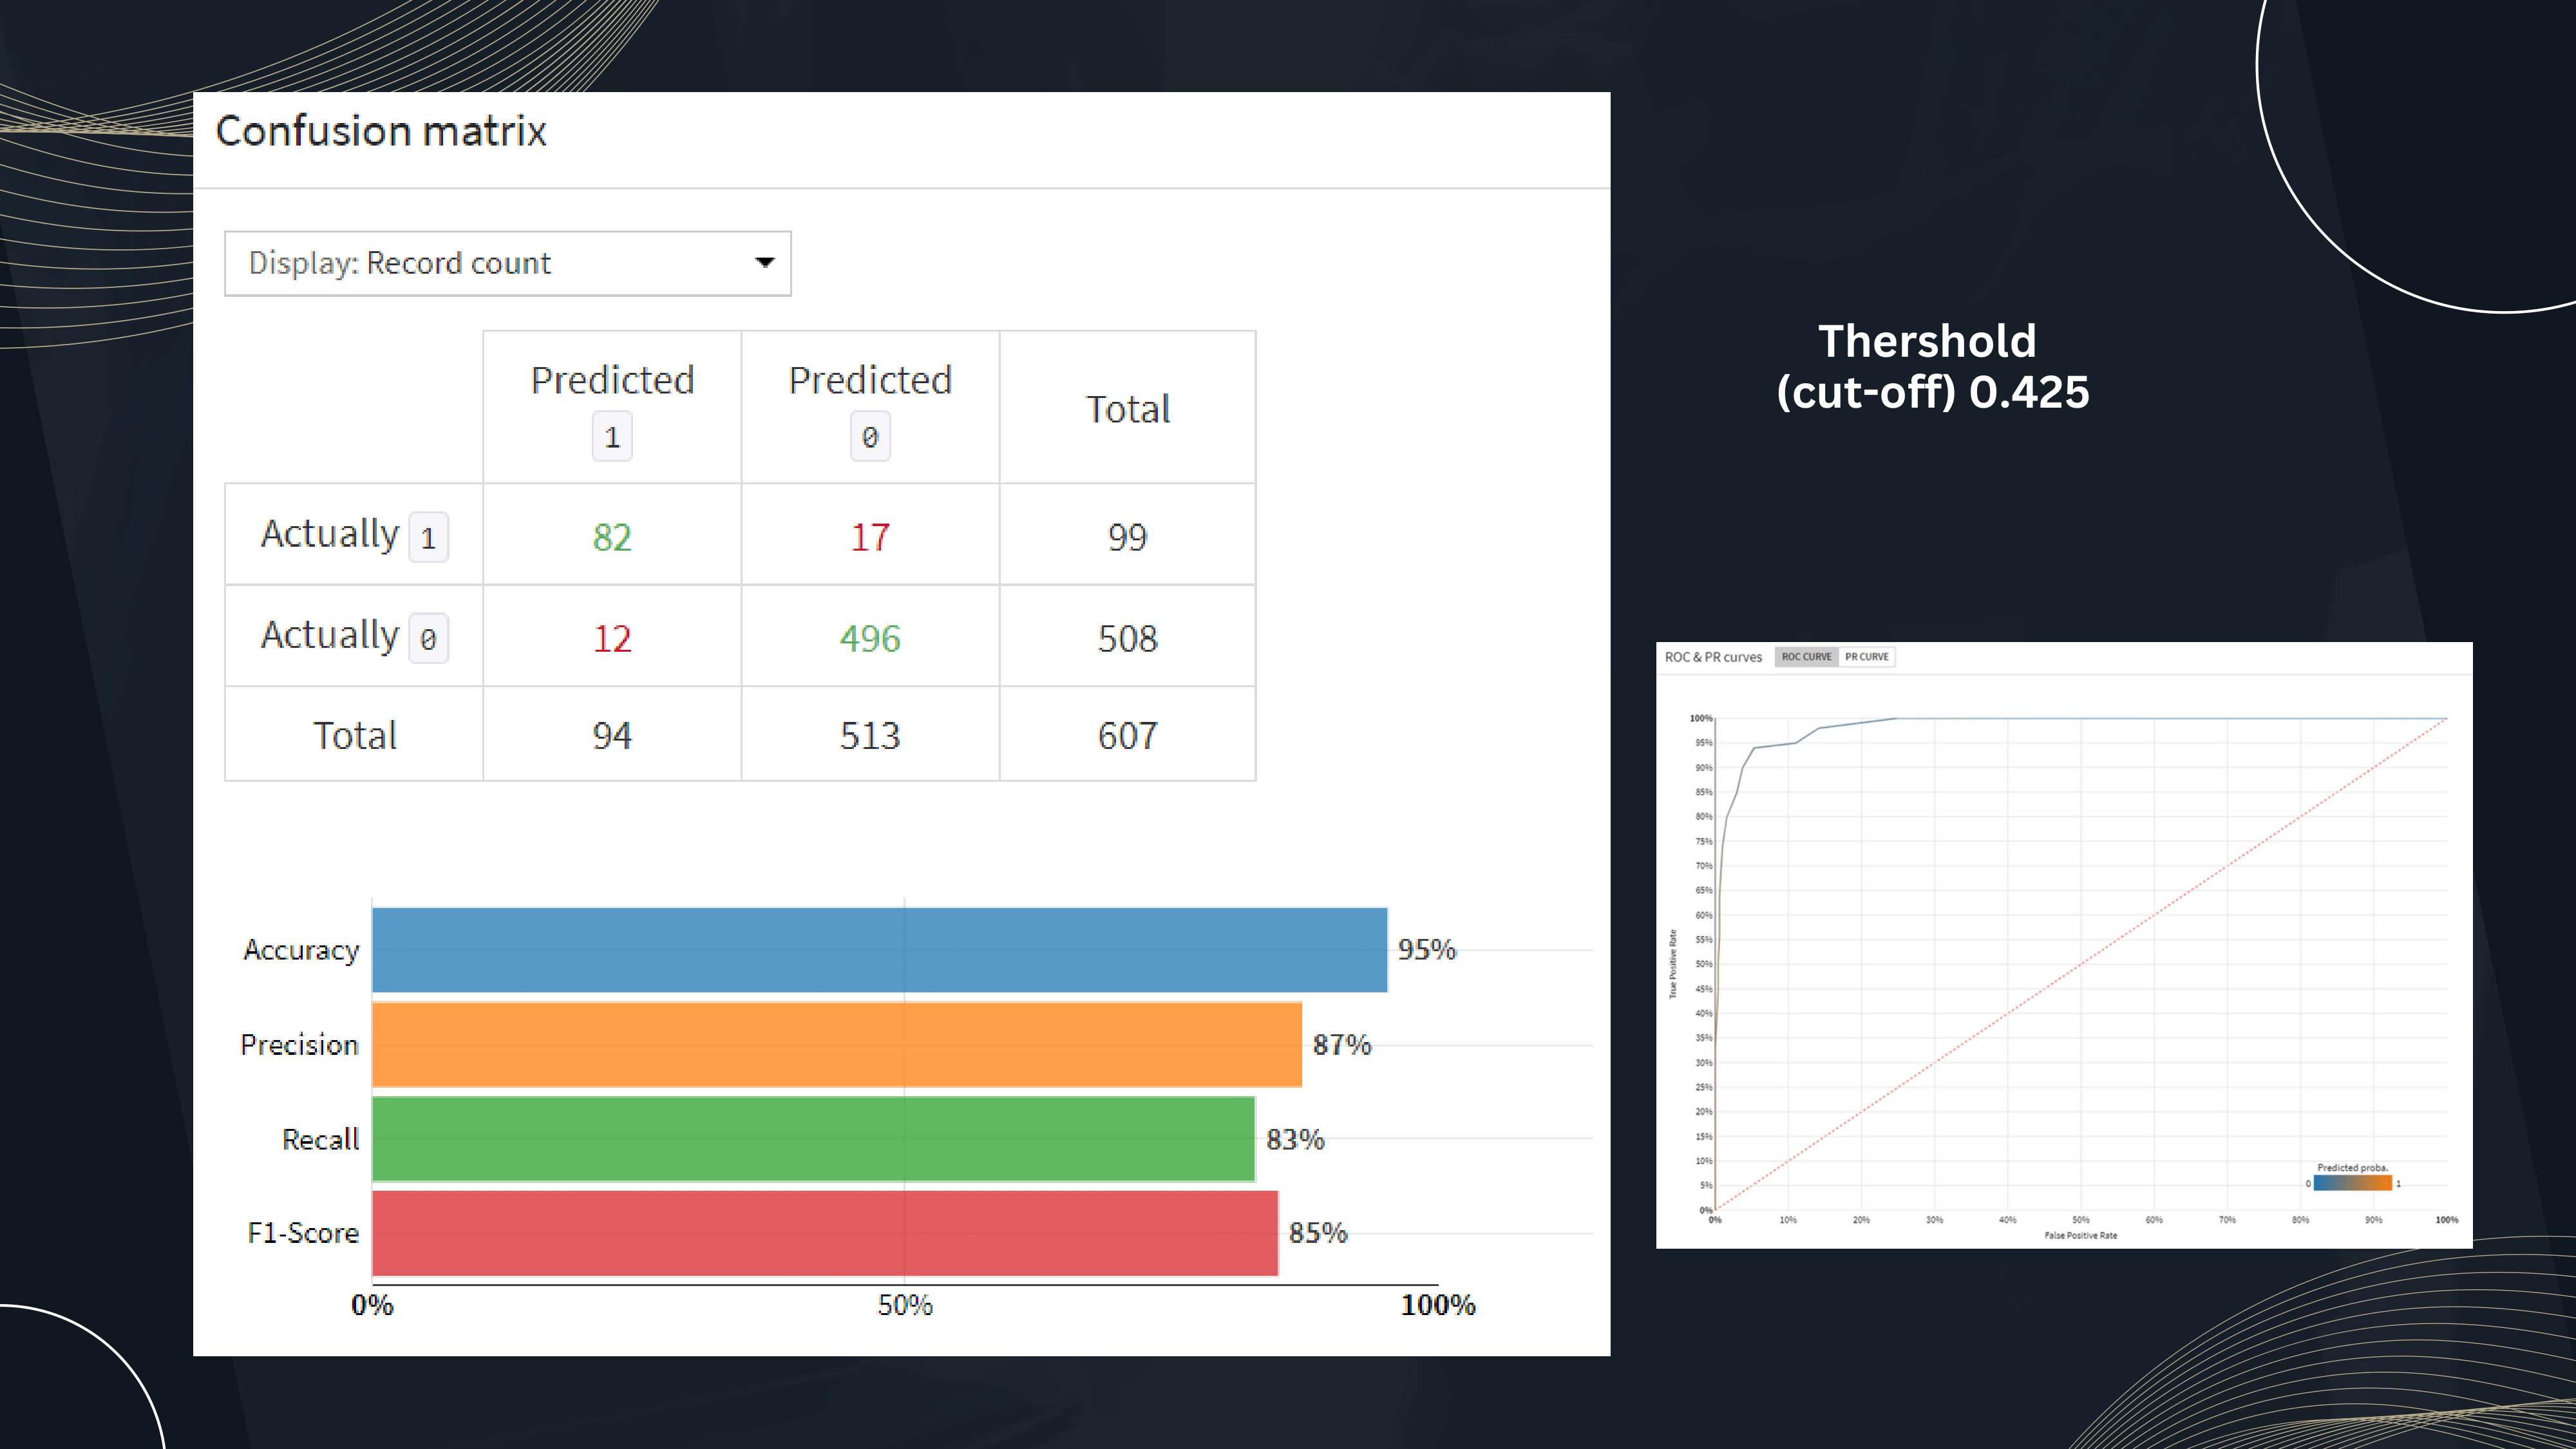 Confusion matrix
Display: Record count
Predicted 1 Predicted 0 Total
Actually 1 82 17 99
Actually 0 12 496 508
Total 94 513 607
Accuracy 95%
Precision 87%
Recall 83%
F1-Score 85%
0% 50% 100%
Thershold
(cut-off) 0.425
ROC & PR curves ROC CURVE PR CURVE
100%
95%
90%
85%
80%
75%
70%
65%
60%
55%
50%
45%
40%
35%
30%
25%
20%
15%
10%
5%
0%
True Positive Rate
Predicted proba.
0 1
0% 10% 20% 30% 40% 50% 60% 70% 80% 90% 100%
False Positive Rate